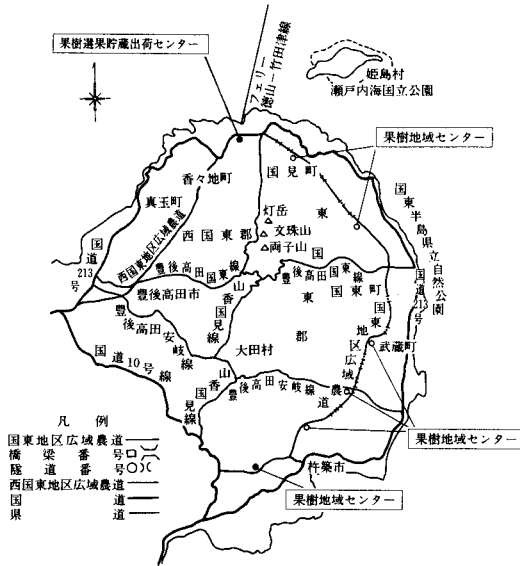 果樹選果貯蔵出荷センター
フェリー
徳山ー竹田津線
姫島村
瀬戸内海国立公園
果樹地域センター
国見町
香々地町
真玉町
灯岳
文珠山
両子山
西国東郡
東国東郡
西国東地区広域農道
国東半島県立自然公園
国道213号
国道213号
豊後高田国東線
豊後高田国東線
豊後高田市
国東町
山香国見線
豊後高田安岐線
大田村
武蔵町
国東地区広域農道
国道10号線
山香国見線
豊後高田安岐線
果樹地域センター
杵築市
果樹地域センター
凡例
国東地区広域農道
橋梁番号
隧道番号
西国東地区広域農道
国道
県道